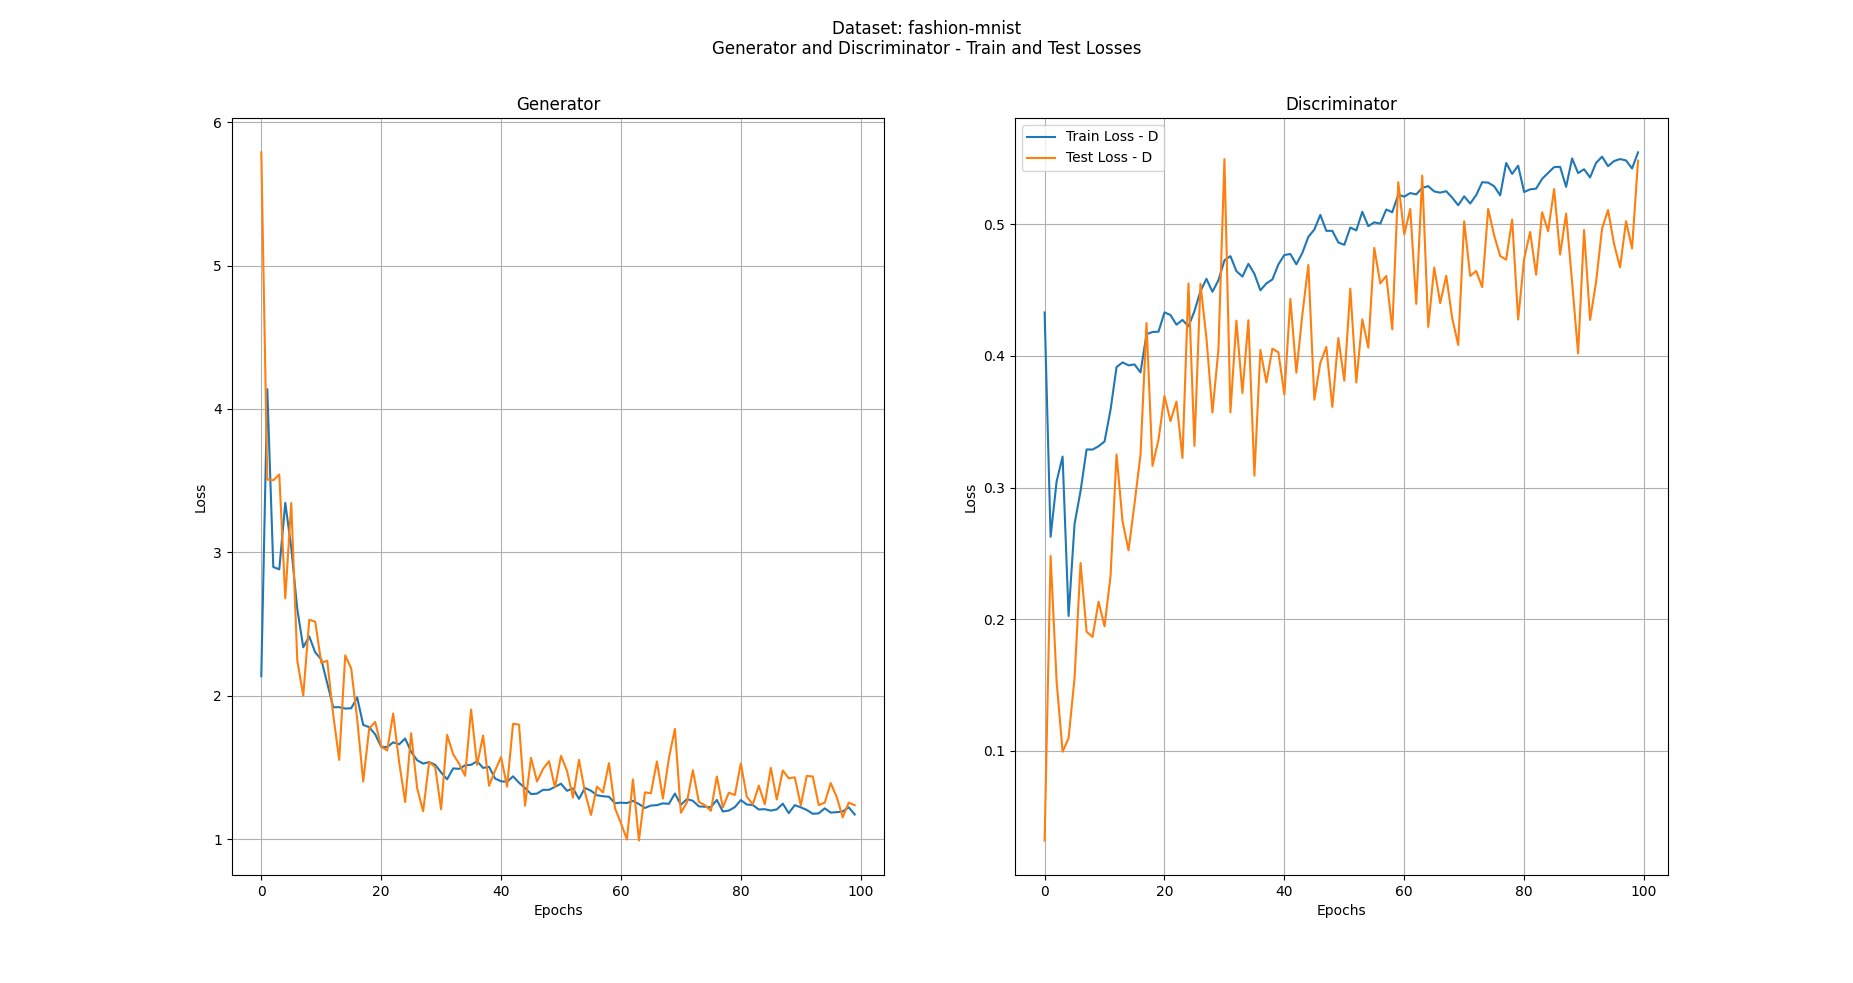 Dataset: fashion-mnist
Generator and Discriminator - Train and Test Losses
Generator
6
5
4
3
2
1
Loss
0 20 40 60 80 100
Epochs
Discriminator
Train Loss - D
Test Loss - D
0.5
0.4
0.3
0.2
0.1
Loss
0 20 40 60 80 100
Epochs